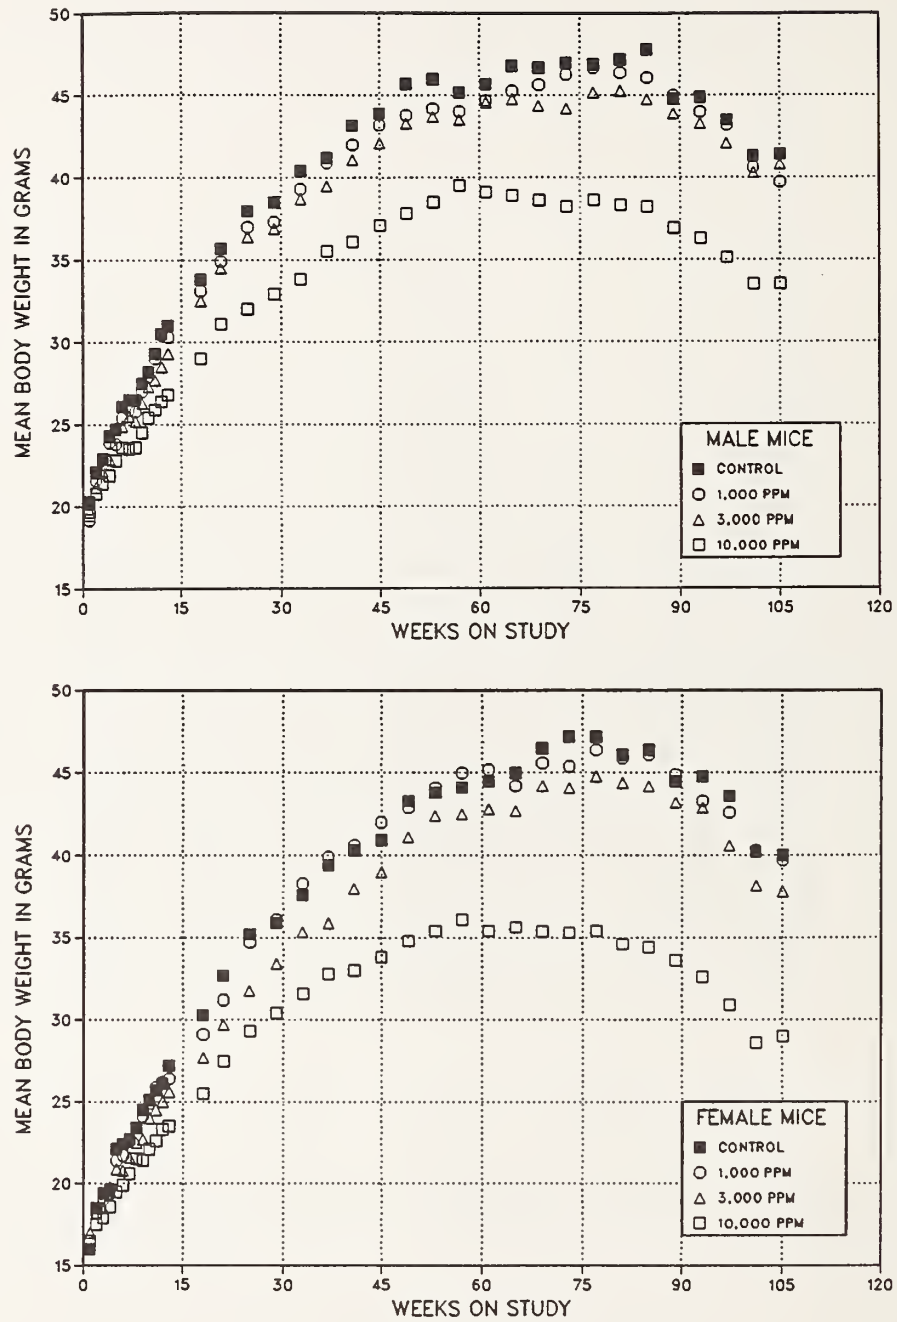 50
45
40
35
30
25
20
15
MEAN BODY WEIGHT IN GRAMS
MALE MICE
CONTROL
1,000 PPM
3,000 PPM
10,000 PPM
0 15 30 45 60 75 90 105 120
WEEKS ON STUDY
50
45
40
35
30
25
20
15
MEAN BODY WEIGHT IN GRAMS
FEMALE MICE
CONTROL
1,000 PPM
3,000 PPM
10,000 PPM
0 15 30 45 60 75 90 105 120
WEEKS ON STUDY